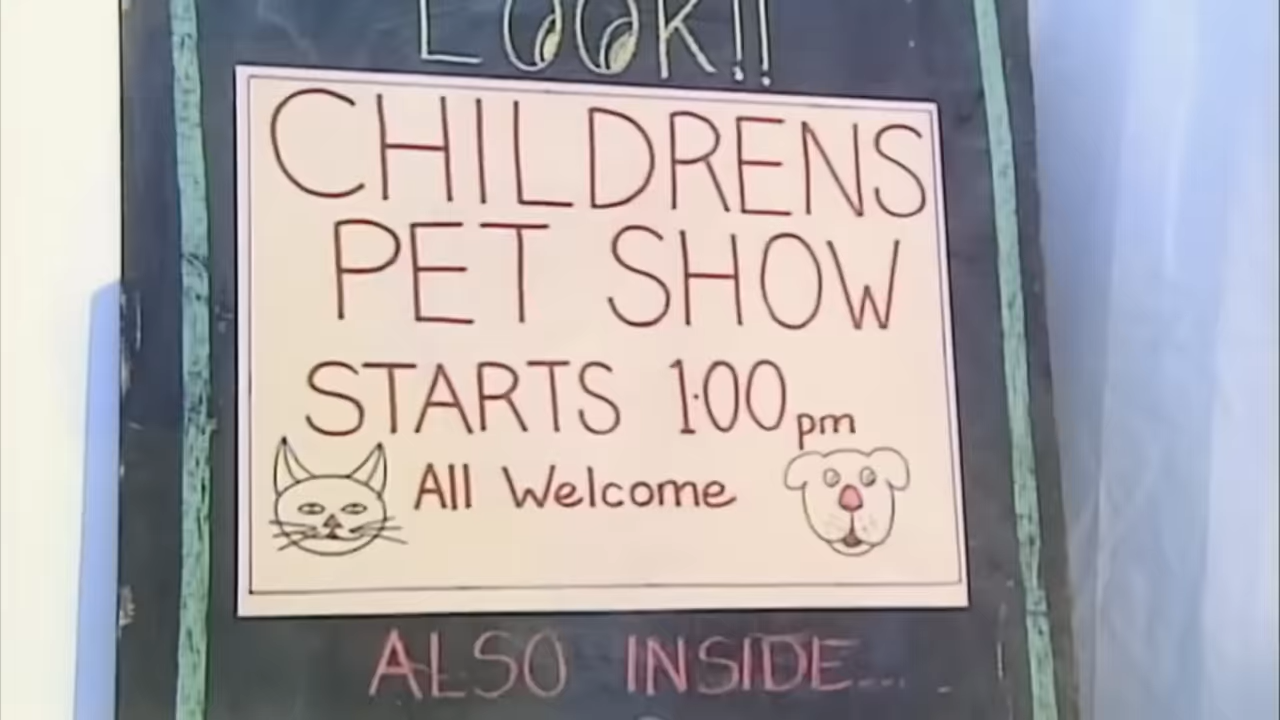 LOOK!!
CHILDRENS
PET SHOW
STARTS 1·00 pm
All Welcome
ALSO INSIDE....